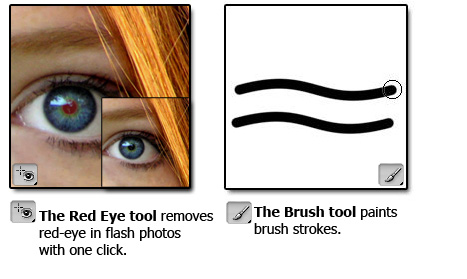 The Red Eye tool removes
red-eye in flash photos
with one click.
The Brush tool paints
brush strokes.